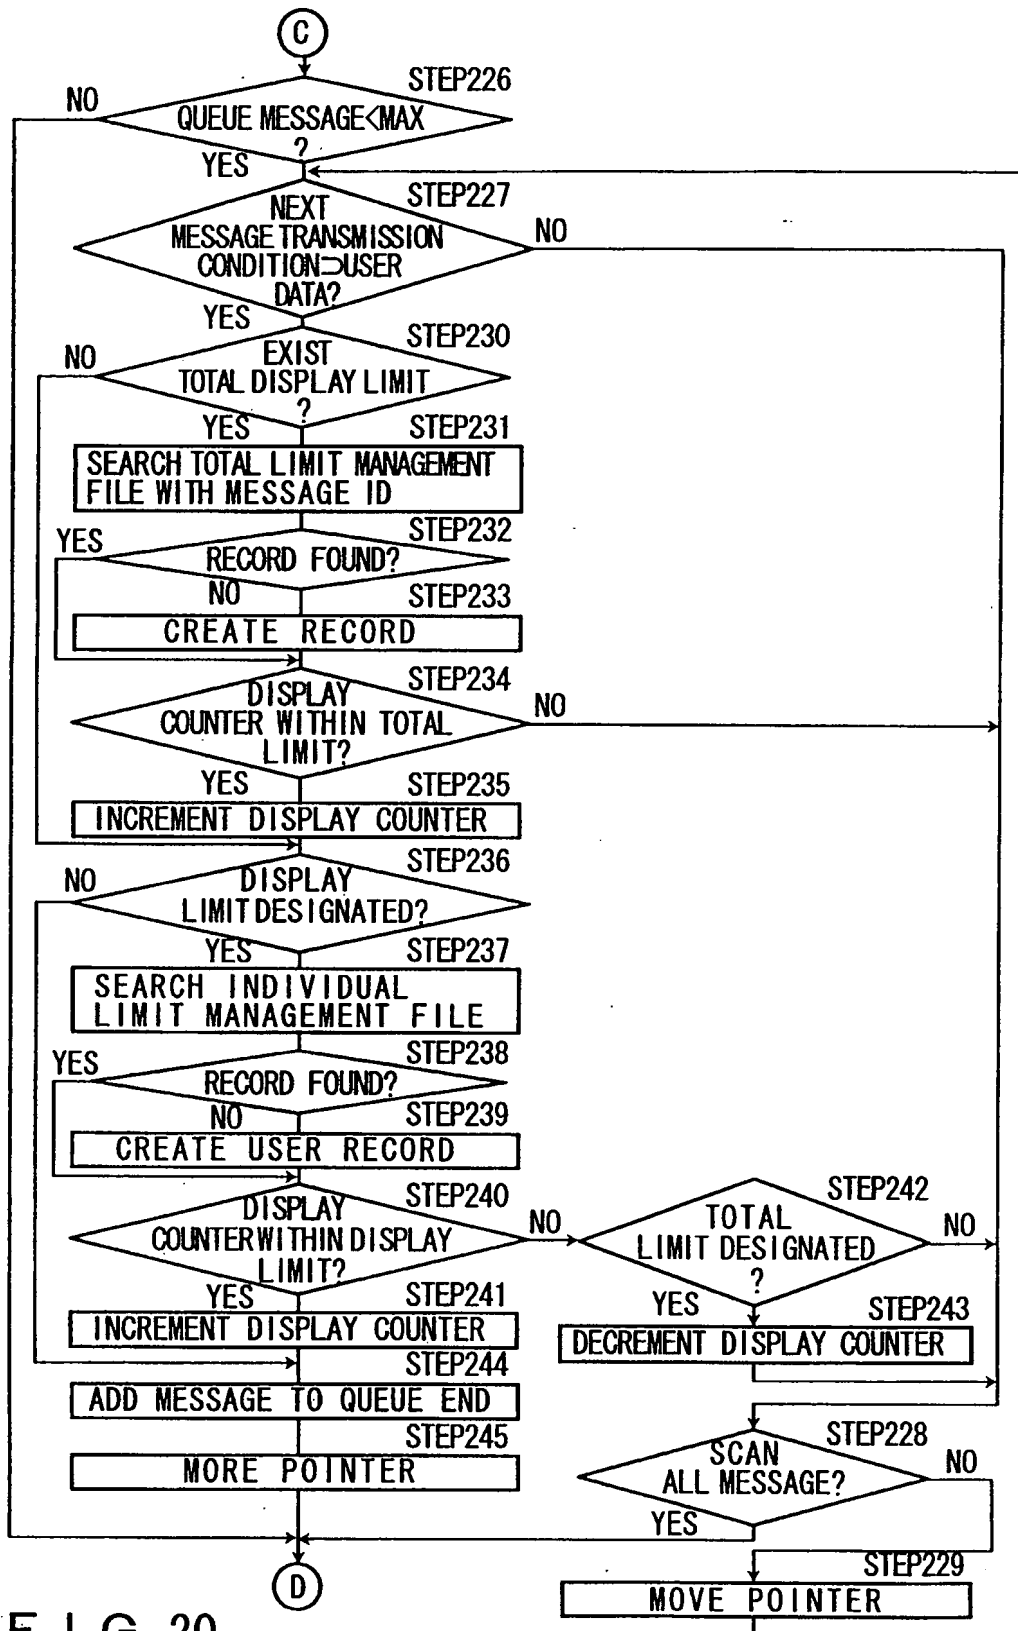 C
STEP226
NO
QUEUE MESSAGE<MAX
?
YES
STEP227
NEXT
NO
MESSAGE TRANSMISSION
CONDITION⊃USER
DATA?
YES
STEP230
NO
EXIST
TOTAL DISPLAY LIMIT
?
YES
STEP231
SEARCH TOTAL LIMIT MANAGEMENT
FILE WITH MESSAGE ID
STEP232
YES
RECORD FOUND?
NO
STEP233
CREATE RECORD
STEP234
DISPLAY
NO
COUNTER WITHIN TOTAL
LIMIT?
YES
STEP235
INCREMENT DISPLAY COUNTER
STEP236
NO
DISPLAY
LIMIT DESIGNATED?
YES
STEP237
SEARCH INDIVIDUAL
LIMIT MANAGEMENT FILE
STEP238
YES
RECORD FOUND?
NO
STEP239
CREATE USER RECORD
STEP240
DISPLAY
NO
COUNTER WITHIN DISPLAY
LIMIT?
STEP242
TOTAL
NO
LIMIT DESIGNATED
?
YES
STEP241
INCREMENT DISPLAY COUNTER
YES
STEP243
DECREMENT DISPLAY COUNTER
STEP244
ADD MESSAGE TO QUEUE END
STEP245
MORE POINTER
STEP228
SCAN
NO
ALL MESSAGE?
YES
STEP229
D
MOVE POINTER
FIG. 20